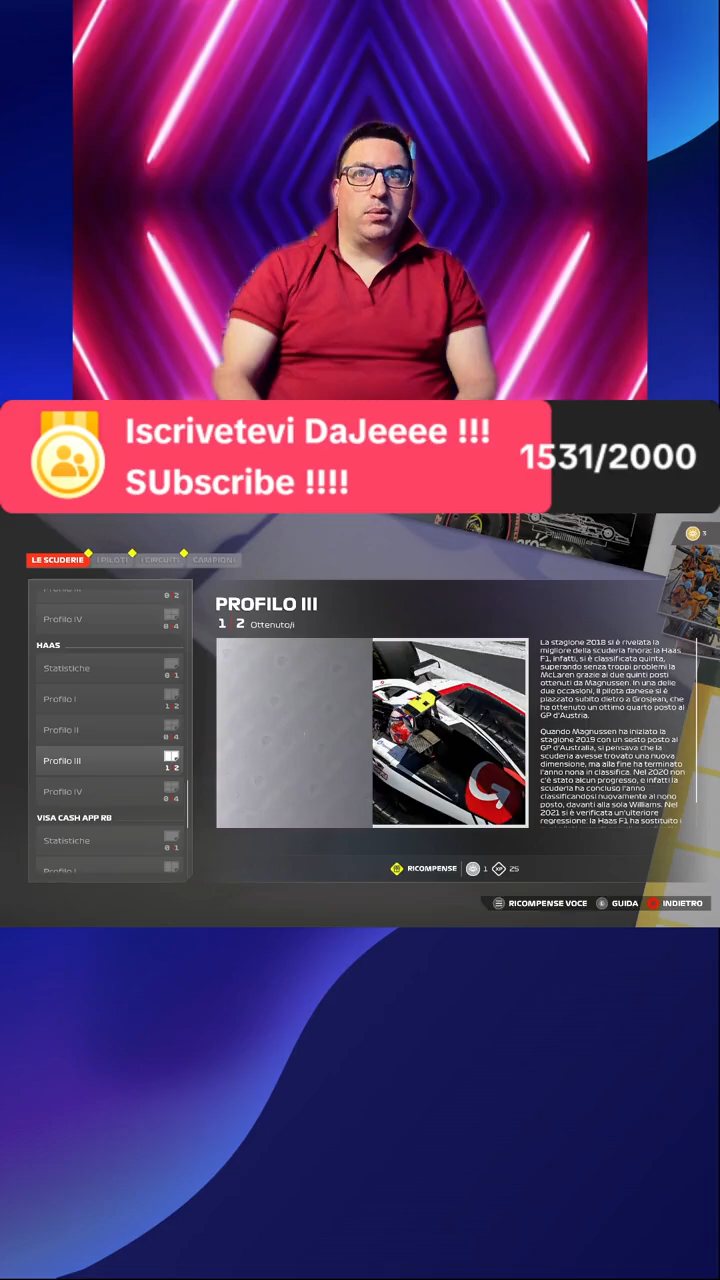 Iscrivetevi DaJeeee !!!
SUbscribe !!!!
1531/2000
3
LE SCUDERIE
I PILOTI
I CIRCUITI
CAMPIONI
Profilo III
0/2
Profilo IV
0/4
HAAS
Statistiche
0/1
Profilo I
1/2
Profilo II
0/4
Profilo III
1/2
Profilo IV
0/4
VISA CASH APP RB
Statistiche
0/1
Profilo I
PROFILO III
1/2 Ottenuto/i
La stagione 2018 si è rivelata la
migliore della scuderia finora: la Haas
F1, infatti, si è classificata quinta,
superando senza troppi problemi la
McLaren grazie ai due quinti posti
ottenuti da Magnussen. In una delle
due occasioni, il pilota danese si è
piazzato subito dietro a Grosjean, che
ha ottenuto un ottimo quarto posto al
GP d'Austria.
Quando Magnussen ha iniziato la
stagione 2019 con un sesto posto al
GP d'Australia, si pensava che la
scuderia avesse trovato una nuova
dimensione, ma alla fine ha terminato
l'anno nona in classifica. Nel 2020 non
c'è stato alcun progresso, e infatti la
scuderia ha concluso l'anno
classificandosi nuovamente al nono
posto, davanti alla sola Williams. Nel
2021 si è verificata un'ulteriore
regressione: la Haas F1 ha sostituito i
RICOMPENSE
1
XP
25
RICOMPENSE VOCE
GUIDA
INDIETRO